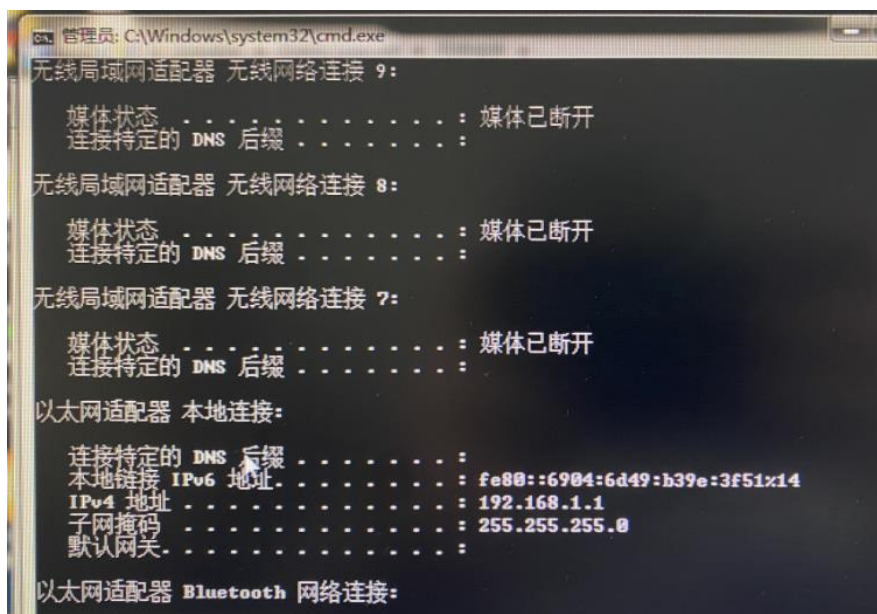 管理员: C:\Windows\system32\cmd.exe
无线局域网适配器 无线网络连接 9:
媒体状态 . . . . . . . . . . . . : 媒体已断开
连接特定的 DNS 后缀 . . . . . . . :
无线局域网适配器 无线网络连接 8:
媒体状态 . . . . . . . . . . . . : 媒体已断开
连接特定的 DNS 后缀 . . . . . . . :
无线局域网适配器 无线网络连接 7:
媒体状态 . . . . . . . . . . . . : 媒体已断开
连接特定的 DNS 后缀 . . . . . . . :
以太网适配器 本地连接:
连接特定的 DNS 后缀 . . . . . . . :
本地链接 IPv6 地址. . . . . . . . : fe80::6904:6d49:b39e:3f51%14
IPv4 地址 . . . . . . . . . . . . : 192.168.1.1
子网掩码 . . . . . . . . . . . . : 255.255.255.0
默认网关. . . . . . . . . . . . . :
以太网适配器 Bluetooth 网络连接: